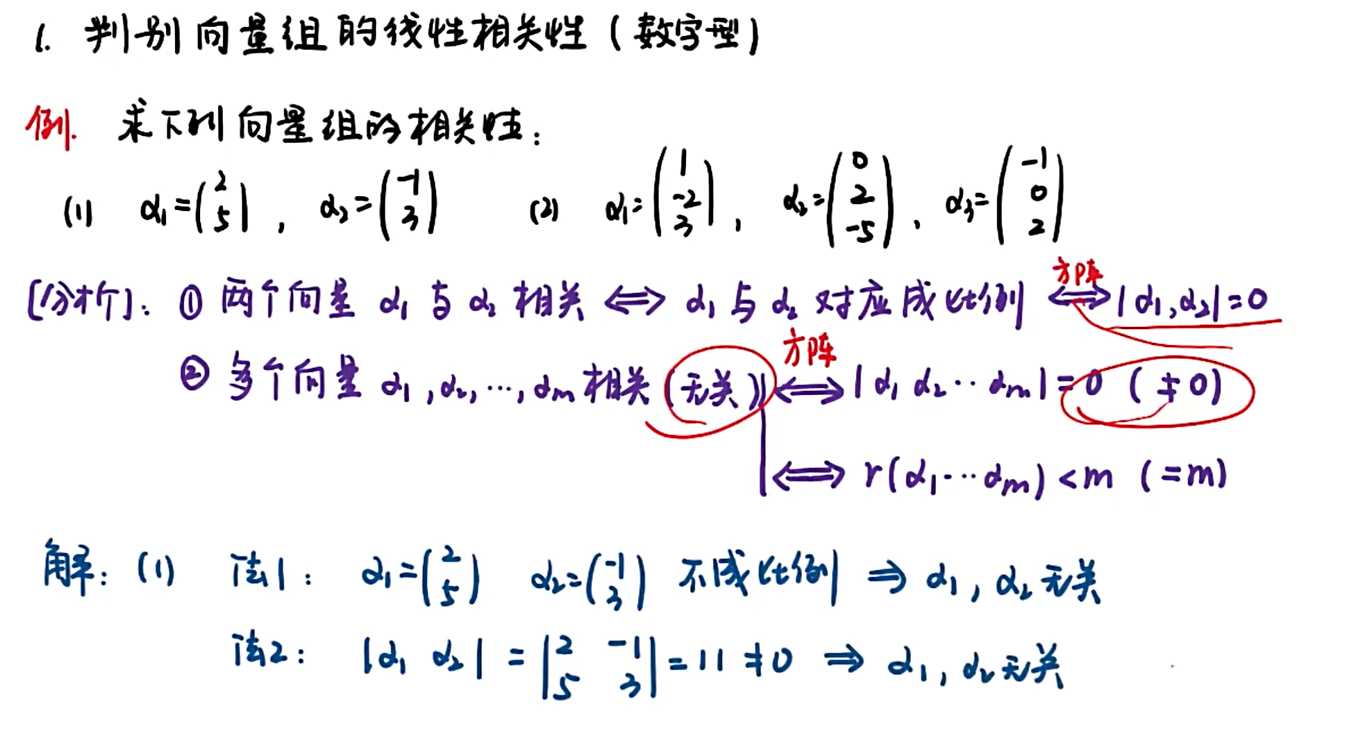 1. 判别向量组的线性相关性(数字型)
例. 求下列向量组的相关性:
(1) α₁=(2 5), α₂=(-1 3) (2) α₁=(1 -2 3), α₂=(0 2 -5), α₃=(-1 0 2)
[分析]: ① 两个向量 α₁ 与 α₂ 相关 ⟺ α₁ 与 α₂ 对应成比例 方阵 ⟺ |α₁,α₂|=0
② 多个向量 α₁,α₂,…,αm 相关(无关) 方阵 ⟺ |α₁ α₂ ‥ αm|=0 (≠0)
⟺ r(α₁…αm)<m (=m)
解: (1) 法1: α₁=(2 5) α₂=(-1 3) 不成比例 ⇒ α₁, α₂ 无关
法2: |α₁ α₂| = |2 -1 5 3| = 11 ≠0 ⇒ α₁, α₂ 无关